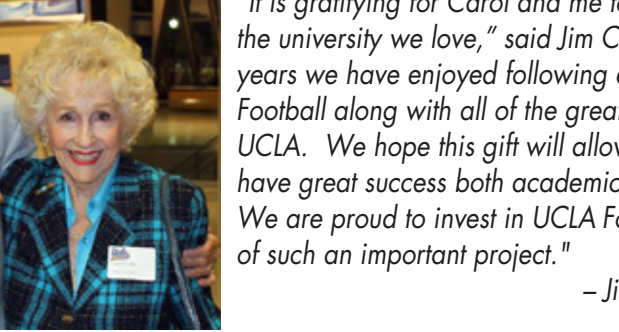 "It is gratifying for Carol and me to
the university we love,” said Jim C
years we have enjoyed following
Football along with all of the great
UCLA. We hope this gift will allow
have great success both academic
We are proud to invest in UCLA Fo
of such an important project."
– Ji